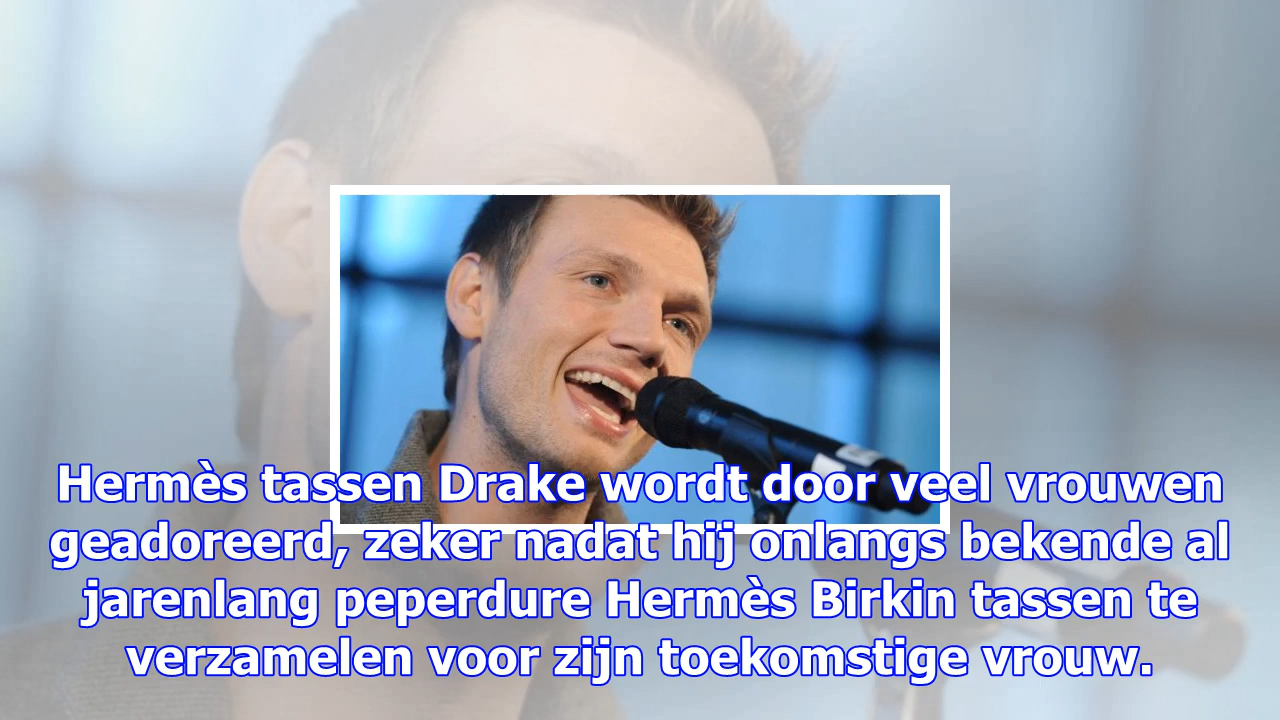 Hermès tassen Drake wordt door veel vrouwen
geadoreerd, zeker nadat hij onlangs bekende al
jarenlang peperdure Hermès Birkin tassen te
verzamelen voor zijn toekomstige vrouw.